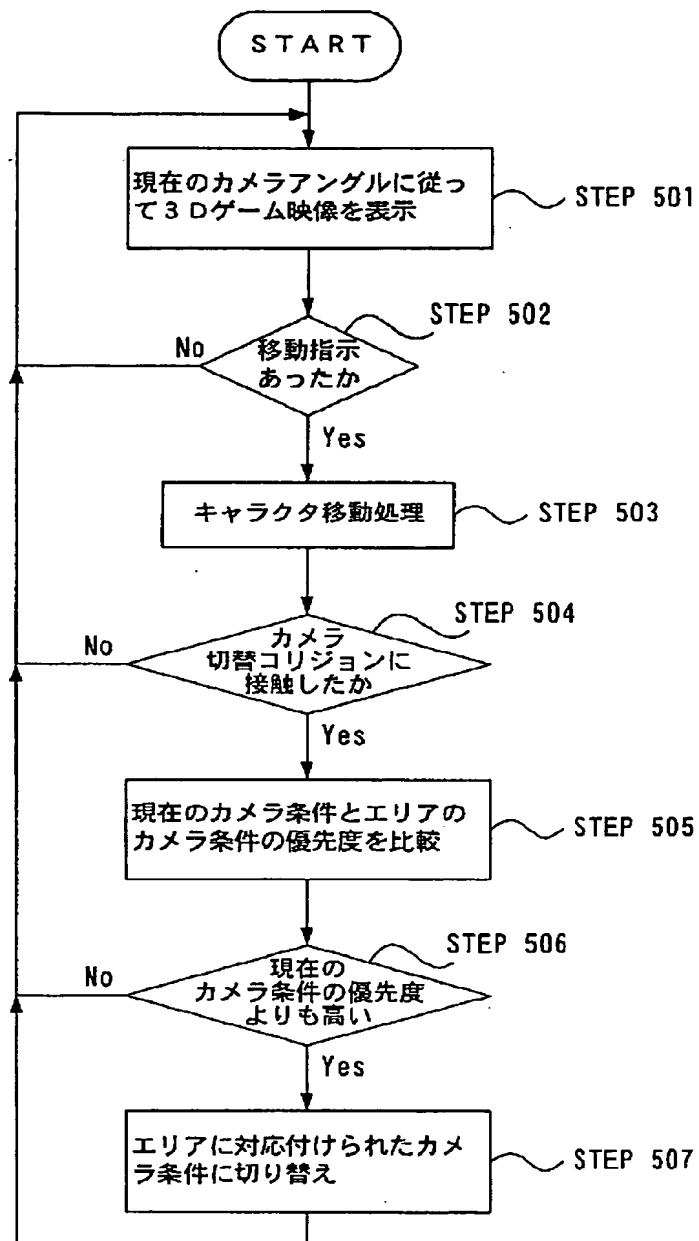 START
現在のカメラアングルに従っ
て3Dゲーム映像を表示
STEP 501
STEP 502
移動指示
あったか
No
Yes
キャラクタ移動処理
STEP 503
STEP 504
カメラ
切替コリジョンに
接触したか
No
Yes
現在のカメラ条件とエリアの
カメラ条件の優先度を比較
STEP 505
STEP 506
現在の
カメラ条件の優先度
よりも高い
No
Yes
エリアに対応付けられたカメ
ラ条件に切り替え
STEP 507